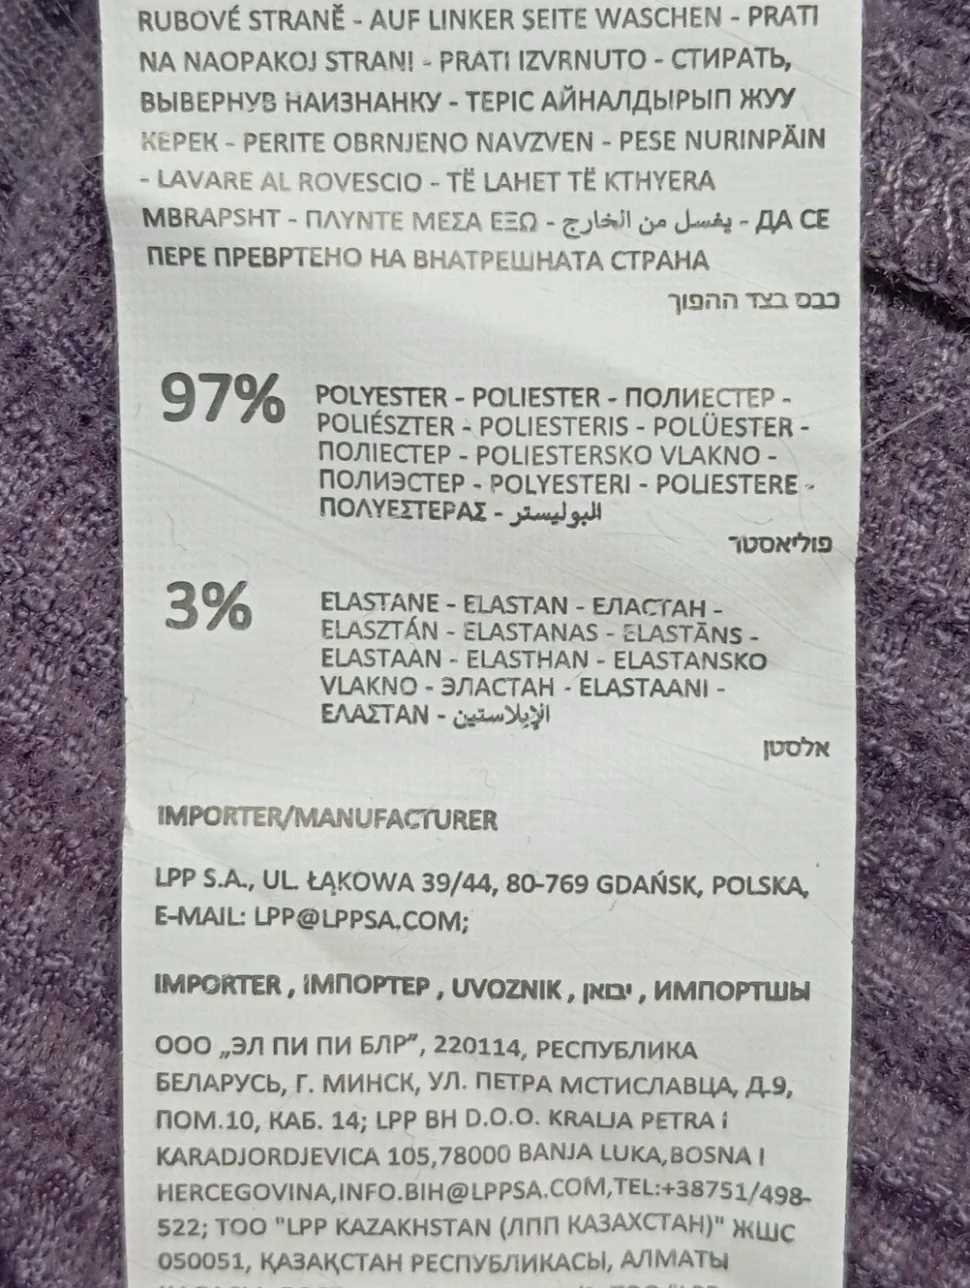 RUBOVÉ STRANĚ - AUF LINKER SEITE WASCHEN - PRATI
NA NAOPAKOJ STRANI - PRATI IZVRNUTO - СТИРАТЬ,
ВЫВЕРНУВ НАИЗНАНКУ - ТЕРІС АЙНАЛДЫРЫП ЖУУ
КЕРЕК - PERITE OBRNJENO NAVZVEN - PESE NURINPÄIN
- LAVARE AL ROVESCIO - TË LAHET TË KTHYERA
MBRAPSHT - ΠΛΥΝΤΕ ΜΕΣΑ ΕΞΩ - يغسل من الخارج - ДА СЕ
ПЕРЕ ПРЕВРТЕНО НА ВНАТРЕШНАТА СТРАНА
כבס בצד ההפוך
97% POLYESTER - POLIESTER - ПОЛИЕСТЕР -
POLIÉSZTER - POLIESTERIS - POLÜESTER -
ПОЛІЕСТЕР - POLIESTERSKO VLAKNO -
ПОЛИЭСТЕР - POLYESTERI - POLIESTERE -
ΠΟΛΥΕΣΤΕΡΑΣ - البوليستر
פוליאסטר
3% ELASTANE - ELASTAN - ЕЛАСТАН -
ELASZTÁN - ELASTANAS - ELASTĀNS -
ELASTAAN - ELASTHAN - ELASTANSKO
VLAKNO - ЭЛАСТАН - ELASTAANI -
ΕΛΑΣΤΑΝ - الإيلاستين
אלסטן
IMPORTER/MANUFACTURER
LPP S.A., UL. ŁĄKOWA 39/44, 80-769 GDAŃSK, POLSKA,
E-MAIL: LPP@LPPSA.COM;
IMPORTER , ІМПОРТЕР , UVOZNIK , יבואן , ИМПОРТШЫ
ООО „ЭЛ ПИ ПИ БЛР”, 220114, РЕСПУБЛИКА
БЕЛАРУСЬ, Г. МИНСК, УЛ. ПЕТРА МСТИСЛАВЦА, Д.9,
ПОМ.10, КАБ. 14; LPP BH D.O.O. KRALJA PETRA I
KARADJORDJEVICA 105,78000 BANJA LUKA,BOSNA I
HERCEGOVINA,INFO.BIH@LPPSA.COM,TEL:+38751/498-
522; ТОО "LPP KAZAKHSTAN (ЛПП КАЗАХСТАН)" ЖШС
050051, ҚАЗАҚСТАН РЕСПУБЛИКАСЫ, АЛМАТЫ